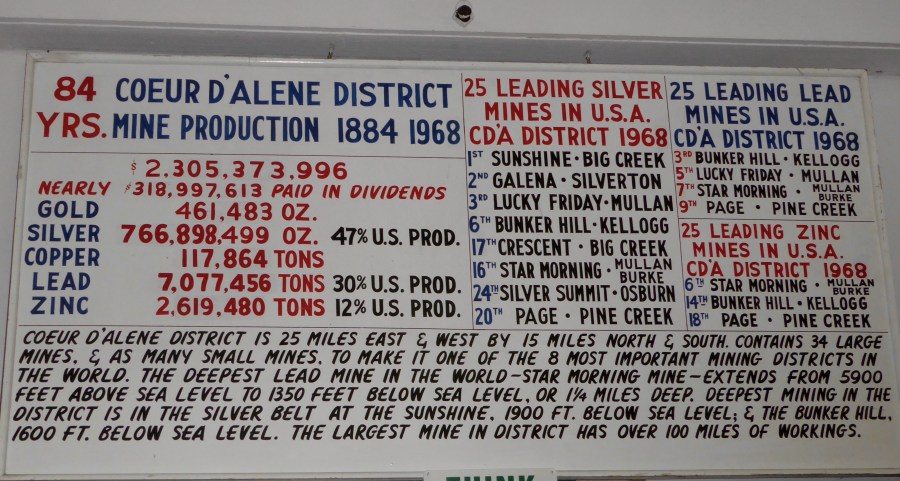 84 COEUR D'ALENE DISTRICT
YRS. MINE PRODUCTION 1884 1968
$2,305,373,996
NEARLY $318,997,613 PAID IN DIVIDENDS
GOLD 461,483 OZ.
SILVER 766,898,499 OZ. 47% U.S. PROD.
COPPER 117,864 TONS
LEAD 7,077,456 TONS 30% U.S. PROD.
ZINC 2,619,480 TONS 12% U.S. PROD.
25 LEADING SILVER
MINES IN U.S.A.
CD'A DISTRICT 1968
1ST SUNSHINE · BIG CREEK
2ND GALENA · SILVERTON
3RD LUCKY FRIDAY · MULLAN
6TH BUNKER HILL · KELLOGG
17TH CRESCENT · BIG CREEK
16TH STAR MORNING · MULLAN BURKE
24TH SILVER SUMMIT · OSBURN
20TH PAGE · PINE CREEK
25 LEADING LEAD
MINES IN U.S.A.
CD'A DISTRICT 1968
3RD BUNKER HILL · KELLOGG
5TH LUCKY FRIDAY · MULLAN
7TH STAR MORNING · MULLAN BURKE
9TH PAGE · PINE CREEK
25 LEADING ZINC
MINES IN U.S.A.
CD'A DISTRICT 1968
6TH STAR MORNING · MULLAN BURKE
14TH BUNKER HILL · KELLOGG
18TH PAGE · PINE CREEK
COEUR D'ALENE DISTRICT IS 25 MILES EAST & WEST BY 15 MILES NORTH & SOUTH. CONTAINS 34 LARGE
MINES, & AS MANY SMALL MINES, TO MAKE IT ONE OF THE 8 MOST IMPORTANT MINING DISTRICTS IN
THE WORLD. THE DEEPEST LEAD MINE IN THE WORLD - STAR MORNING MINE - EXTENDS FROM 5900
FEET ABOVE SEA LEVEL TO 1350 FEET BELOW SEA LEVEL, OR 1¼ MILES DEEP. DEEPEST MINING IN THE
DISTRICT IS IN THE SILVER BELT AT THE SUNSHINE, 1900 FT. BELOW SEA LEVEL; & THE BUNKER HILL,
1600 FT. BELOW SEA LEVEL. THE LARGEST MINE IN DISTRICT HAS OVER 100 MILES OF WORKINGS.
THINK